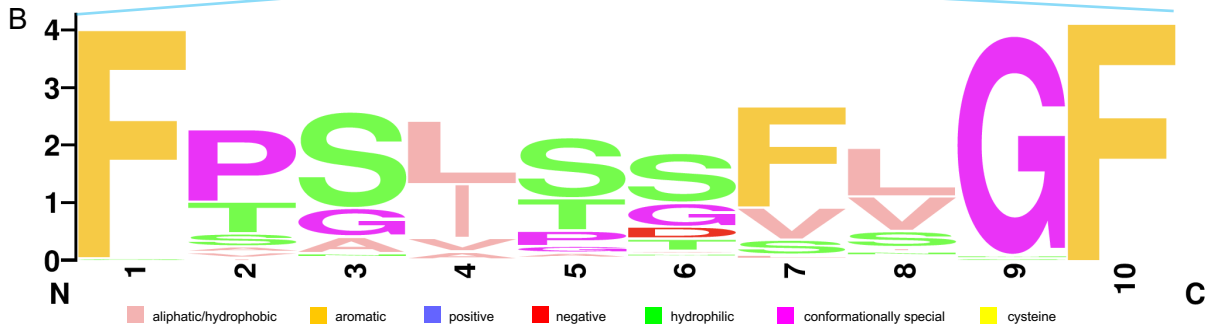 B
4
3
2
1
0
F
P T S
S G A
L I V A
S T P
S G D T
F V S
L V S
G
F
1 2 3 4 5 6 7 8 9 10
N C
aliphatic/hydrophobic aromatic positive negative hydrophilic conformationally special cysteine